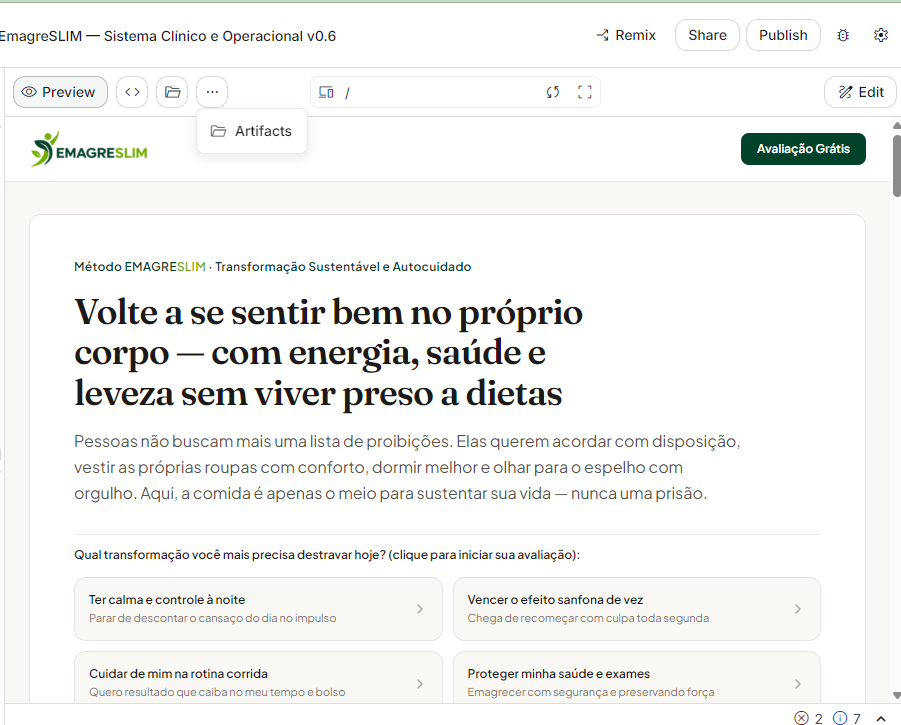 EmagreSLIM — Sistema Clínico e Operacional v0.6
Remix
Share
Publish
Preview
/
Edit
Artifacts
EMAGRESLIM
Avaliação Grátis
Método EMAGRESLIM · Transformação Sustentável e Autocuidado
Volte a se sentir bem no próprio
corpo — com energia, saúde e
leveza sem viver preso a dietas
Pessoas não buscam mais uma lista de proibições. Elas querem acordar com disposição,
vestir as próprias roupas com conforto, dormir melhor e olhar para o espelho com
orgulho. Aqui, a comida é apenas o meio para sustentar sua vida — nunca uma prisão.
Qual transformação você mais precisa destravar hoje? (clique para iniciar sua avaliação):
Ter calma e controle à noite
Parar de descontar o cansaço do dia no impulso
Vencer o efeito sanfona de vez
Chega de recomeçar com culpa toda segunda
Cuidar de mim na rotina corrida
Quero resultado que caiba no meu tempo e bolso
Proteger minha saúde e exames
Emagrecer com segurança e preservando força
2
7